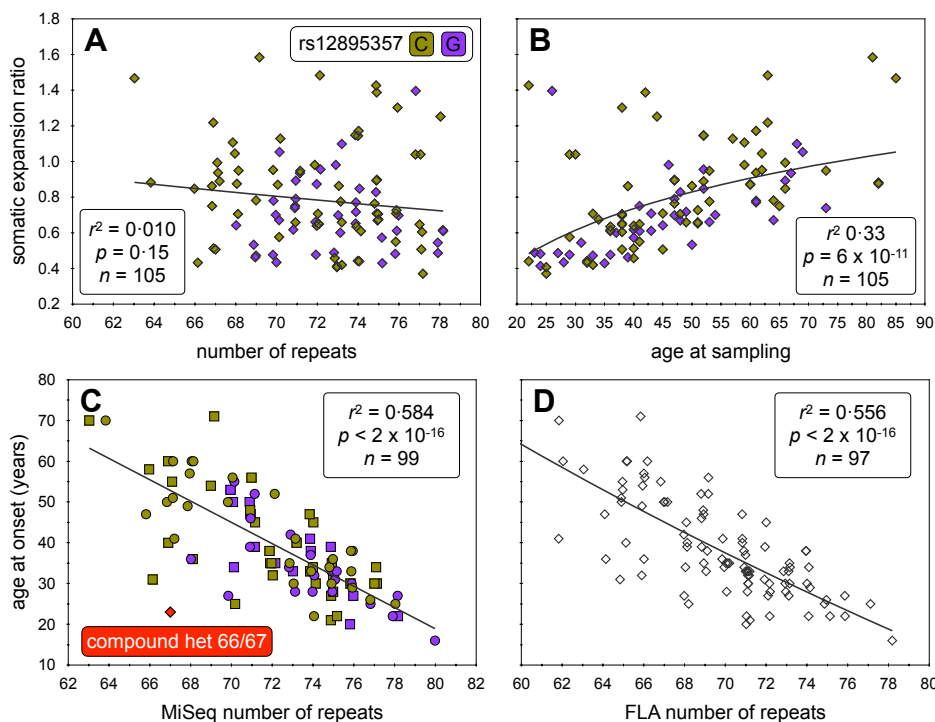 A
rs12895357 C G
somatic expansion ratio
1.8
1.6
1.4
1.2
1.0
0.8
0.6
0.4
0.2
r² = 0·010
p = 0·15
n = 105
60 62 64 66 68 70 72 74 76 78 80
number of repeats
B
r² 0·33
p = 6 x 10⁻¹¹
n = 105
20 25 30 35 40 45 50 55 60 65 70 75 80 85 90
age at sampling
C
age at onset (years)
80
70
60
50
40
30
20
10
r² = 0·584
p < 2 x 10⁻¹⁶
n = 99
compound het 66/67
62 64 66 68 70 72 74 76 78 80 82
MiSeq number of repeats
D
r² = 0·556
p < 2 x 10⁻¹⁶
n = 97
60 62 64 66 68 70 72 74 76 78 80
FLA number of repeats